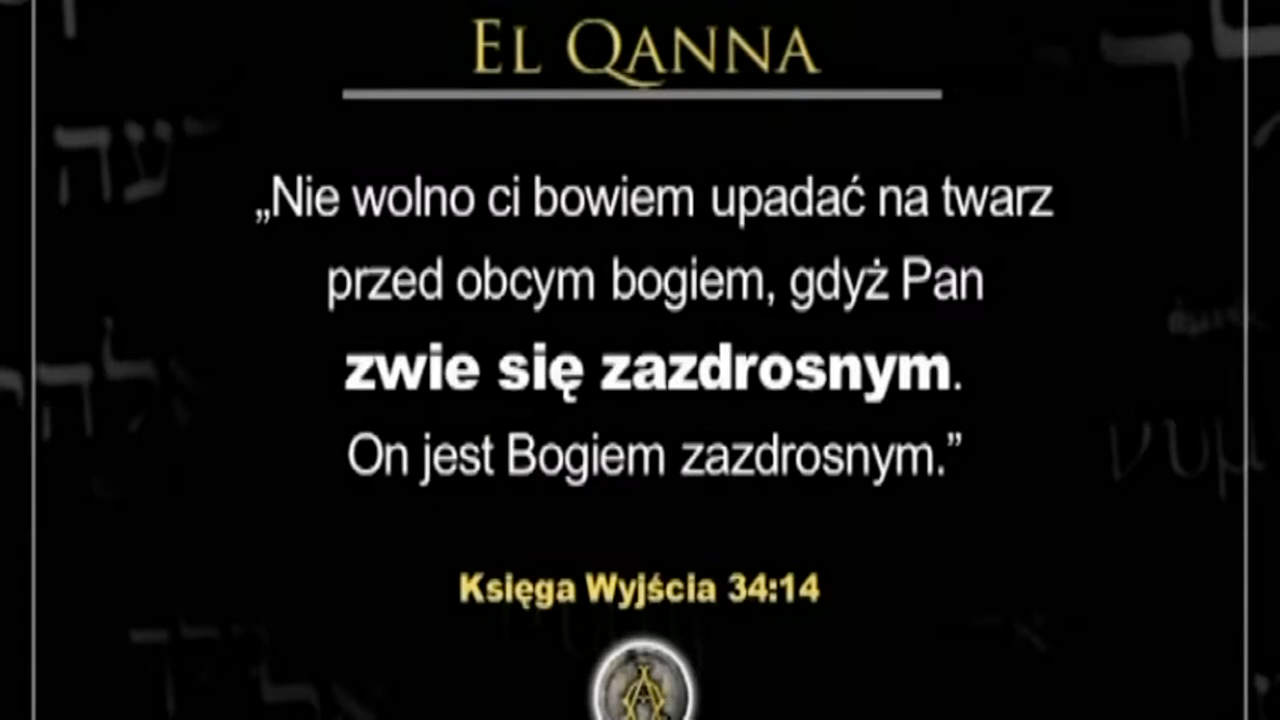 EL QANNA
„Nie wolno ci bowiem upadać na twarz
przed obcym bogiem, gdyż Pan
zwie się zazdrosnym.
On jest Bogiem zazdrosnym.”
Księga Wyjścia 34:14